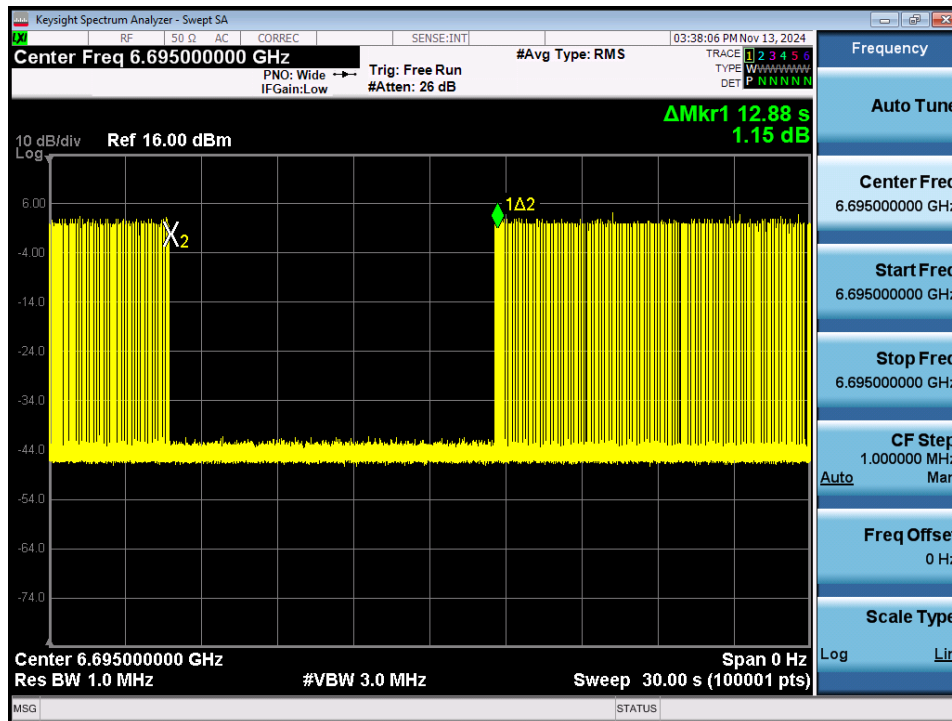 Keysight Spectrum Analyzer - Swept SA
LXI RF 50 Ω AC CORREC SENSE:INT 03:38:06 PM Nov 13, 2024
Center Freq 6.695000000 GHz
PNO: Wide
IFGain:Low
Trig: Free Run
#Atten: 26 dB
#Avg Type: RMS
TRACE 1 2 3 4 5 6
TYPE WWWWWW
DET P N N N N N
ΔMkr1 12.88 s
1.15 dB
10 dB/div
Log
Ref 16.00 dBm
6.00
-4.00
-14.0
-24.0
-34.0
-44.0
-54.0
-64.0
-74.0
X2
1Δ2
Center 6.695000000 GHz
Span 0 Hz
Res BW 1.0 MHz
#VBW 3.0 MHz
Sweep 30.00 s (100001 pts)
MSG
STATUS
Frequency
Auto Tune
Center Freq
6.695000000 GHz
Start Freq
6.695000000 GHz
Stop Freq
6.695000000 GHz
CF Step
1.000000 MHz
Auto Man
Freq Offset
0 Hz
Scale Type
Log Lin